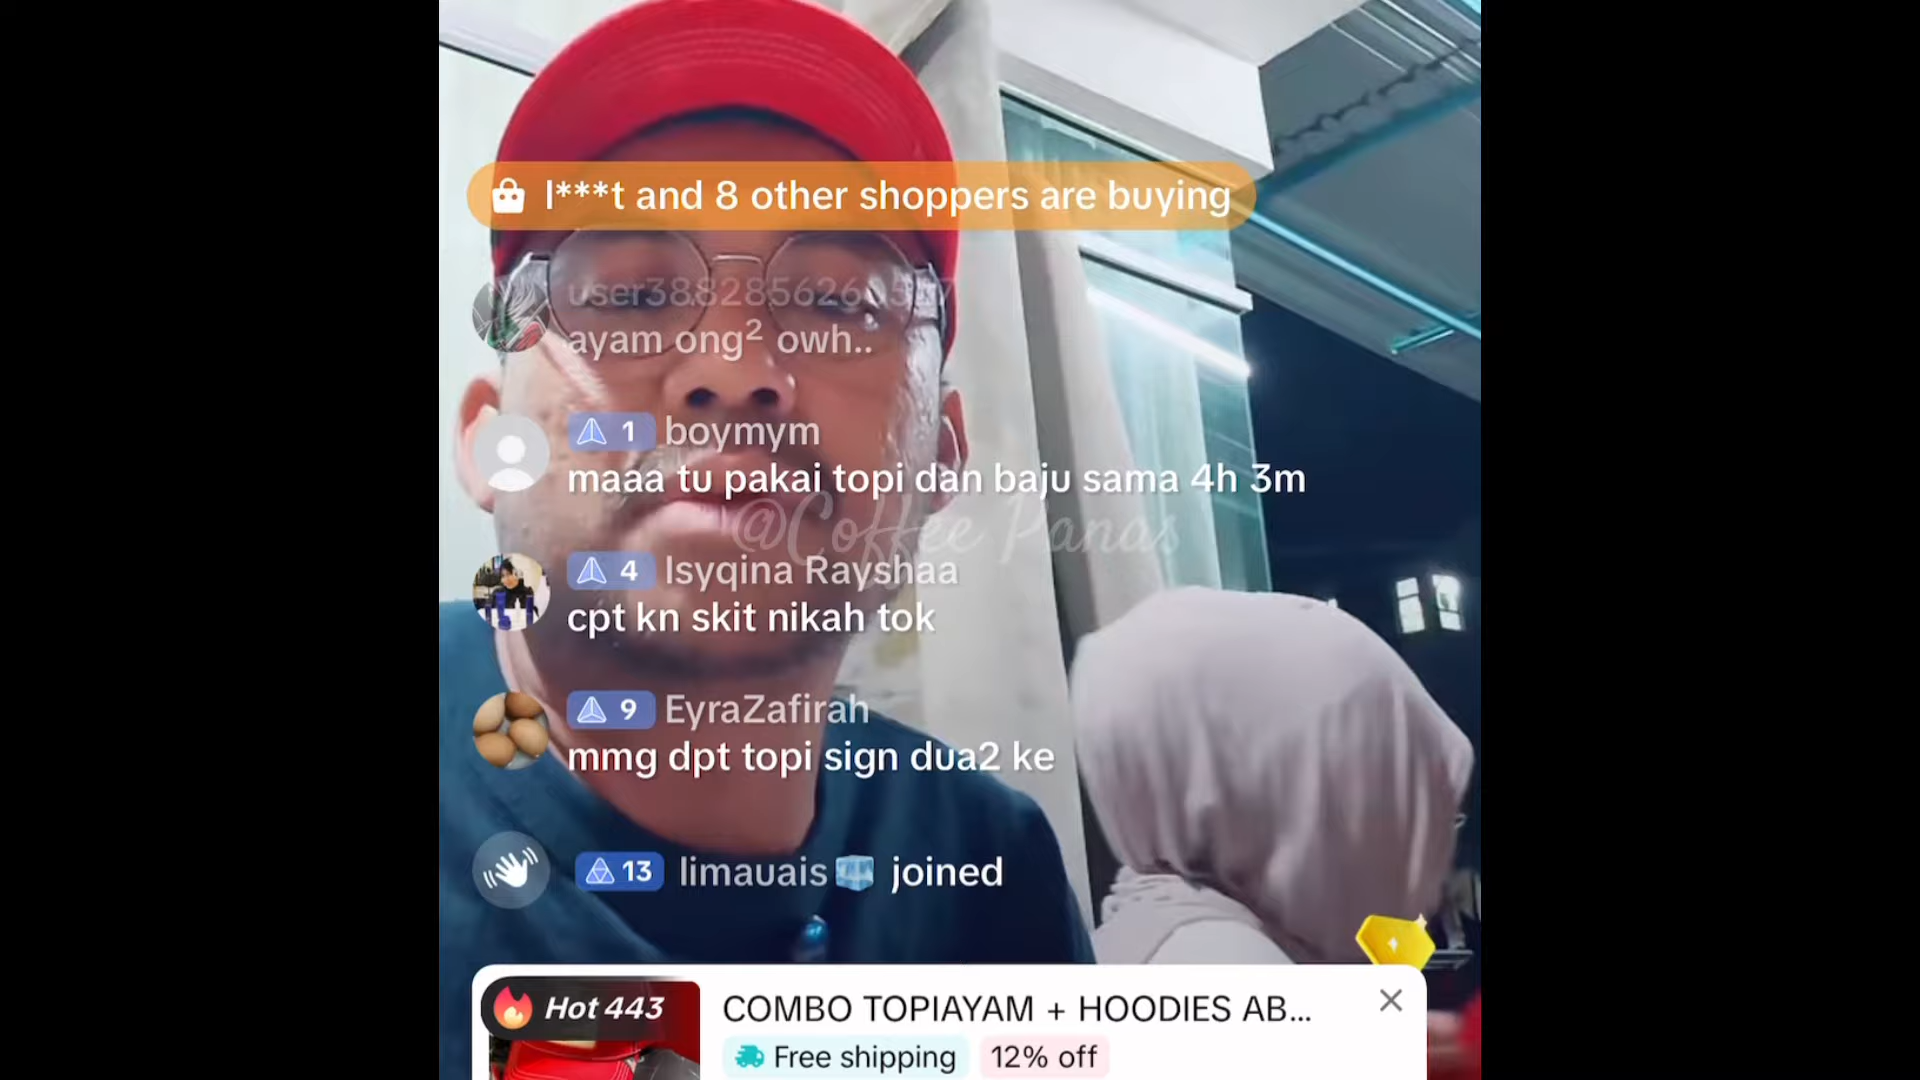 l***t and 8 other shoppers are buying
ayam ong² owh..
1 boymym
maaa tu pakai topi dan baju sama 4h 3m
@Coffee Panas
4 Isyqina Rayshaa
cpt kn skit nikah tok
9 EyraZafirah
mmg dpt topi sign dua2 ke
13 limauais joined
Hot 443
COMBO TOPIAYAM + HOODIES AB...
Free shipping 12% off